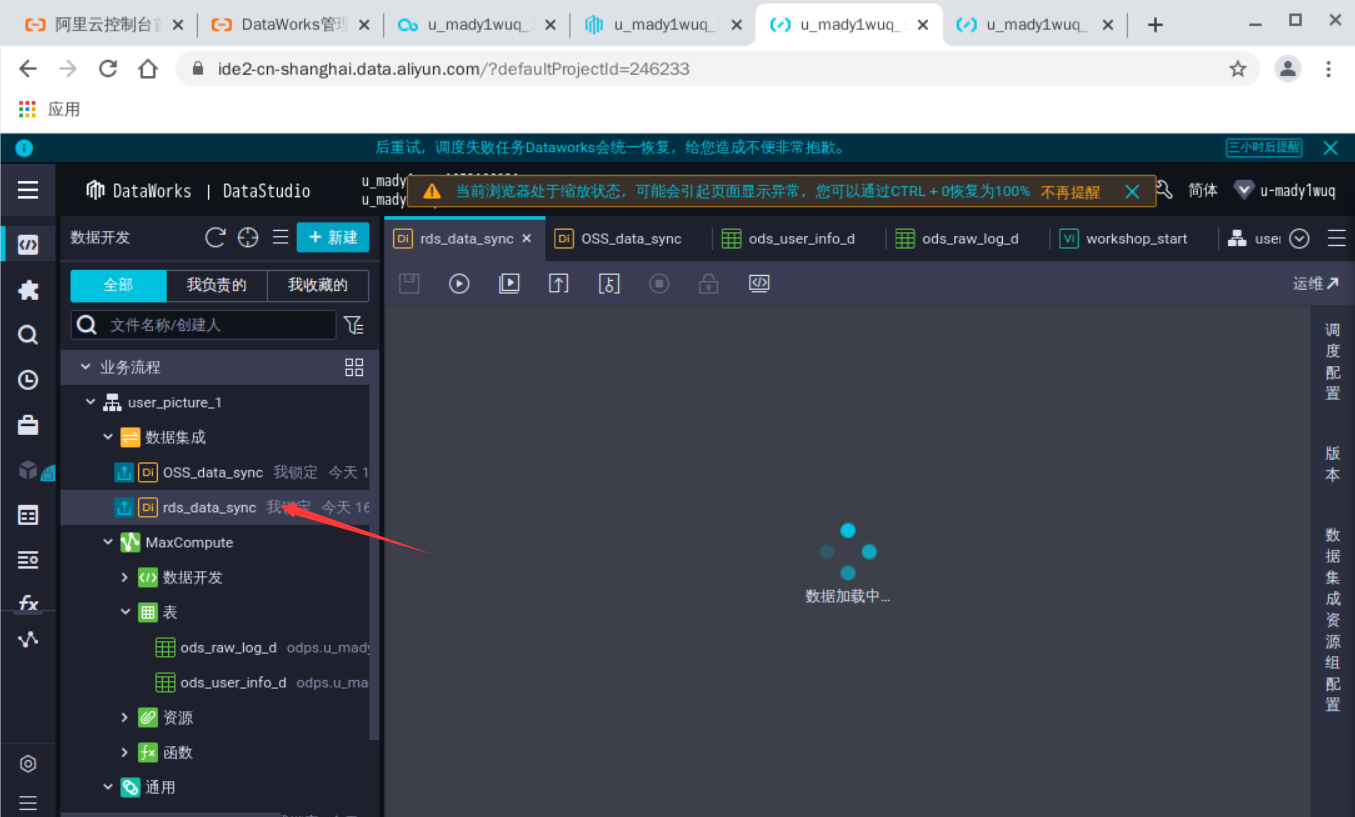 阿里云控制台首
DataWorks管理
u_mady1wuq_
u_mady1wuq_
u_mady1wuq_
u_mady1wuq_
ide2-cn-shanghai.data.aliyun.com/?defaultProjectId=246233
应用
后重试，调度失败任务Dataworks会统一恢复，给您造成不便非常抱歉。
三小时后提醒
DataWorks | DataStudio
u_mady
u_mady
当前浏览器处于缩放状态，可能会引起页面显示异常，您可以通过CTRL + 0恢复为100% 不再提醒
简体
u-mady1wuq
数据开发
+ 新建
Di rds_data_sync
Di OSS_data_sync
ods_user_info_d
ods_raw_log_d
Vi workshop_start
user
全部
我负责的
我收藏的
运维
文件名称/创建人
业务流程
user_picture_1
数据集成
Di OSS_data_sync 我锁定 今天 1
Di rds_data_sync 我锁定 今天 16
MaxCompute
数据开发
表
ods_raw_log_d odps.u_mady
ods_user_info_d odps.u_ma
资源
fx 函数
通用
fx
数据加载中...
调度配置
版本
数据集成资源组配置